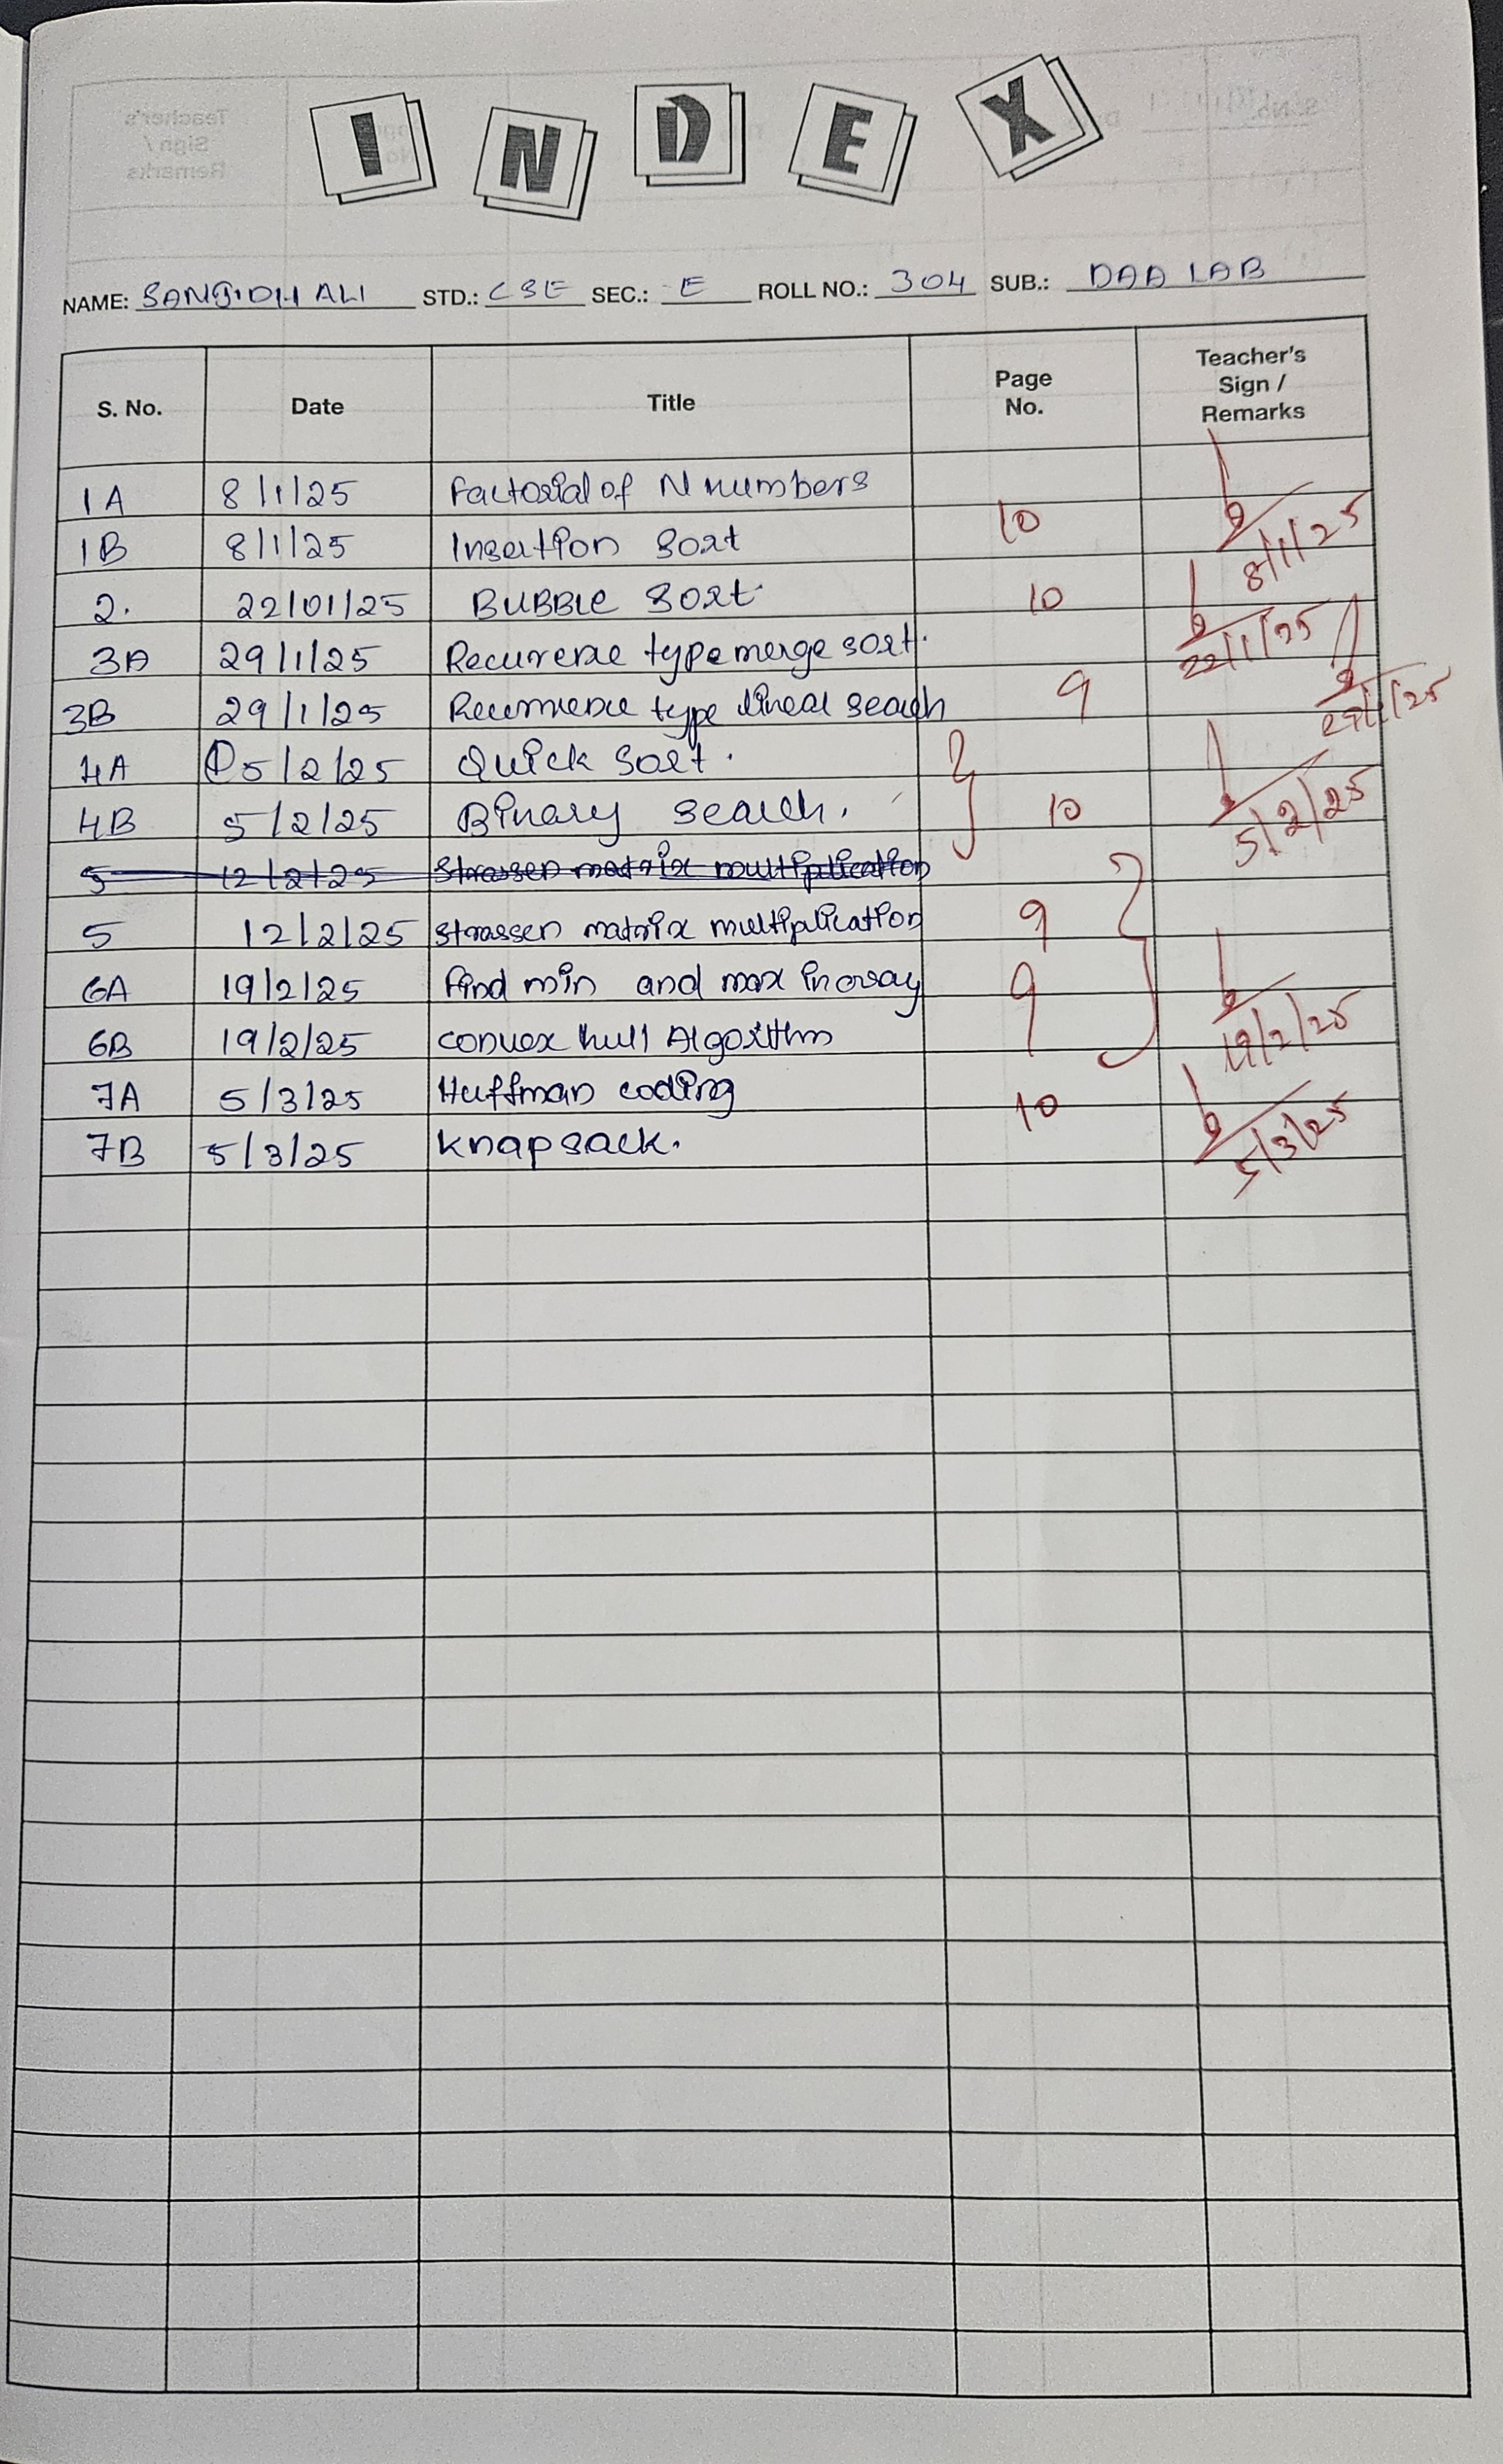 INDEX
NAME: SANJIDH ALI STD.: CSE SEC.: E ROLL NO.: 304 SUB.: DAA LAB
S. No. Date Title Page No. Teacher's Sign / Remarks
1A 8/1/25 Factorial of N numbers
1B 8/1/25 Insertion Sort 10 8/1/25
2. 22/01/25 BUBBLE Sort 10 22/1/25
3A 29/1/25 Recurerse type merge sort.
3B 29/1/25 type lineal seach 9 29/1/25
4A 05/2/25 Quick Sort.
4B 5/2/25 Binary search. 10 5/2/25
5 12/2/25 Strassen matrix multiplication
5 12/2/25 Strassen matrix multiplication 9
6A 19/2/25 Find min and max in array 9
6B 19/2/25 convex hull Algorithm 19/2/25
7A 5/3/25 Huffman coding 10
7B 5/3/25 knapsack. 5/3/25